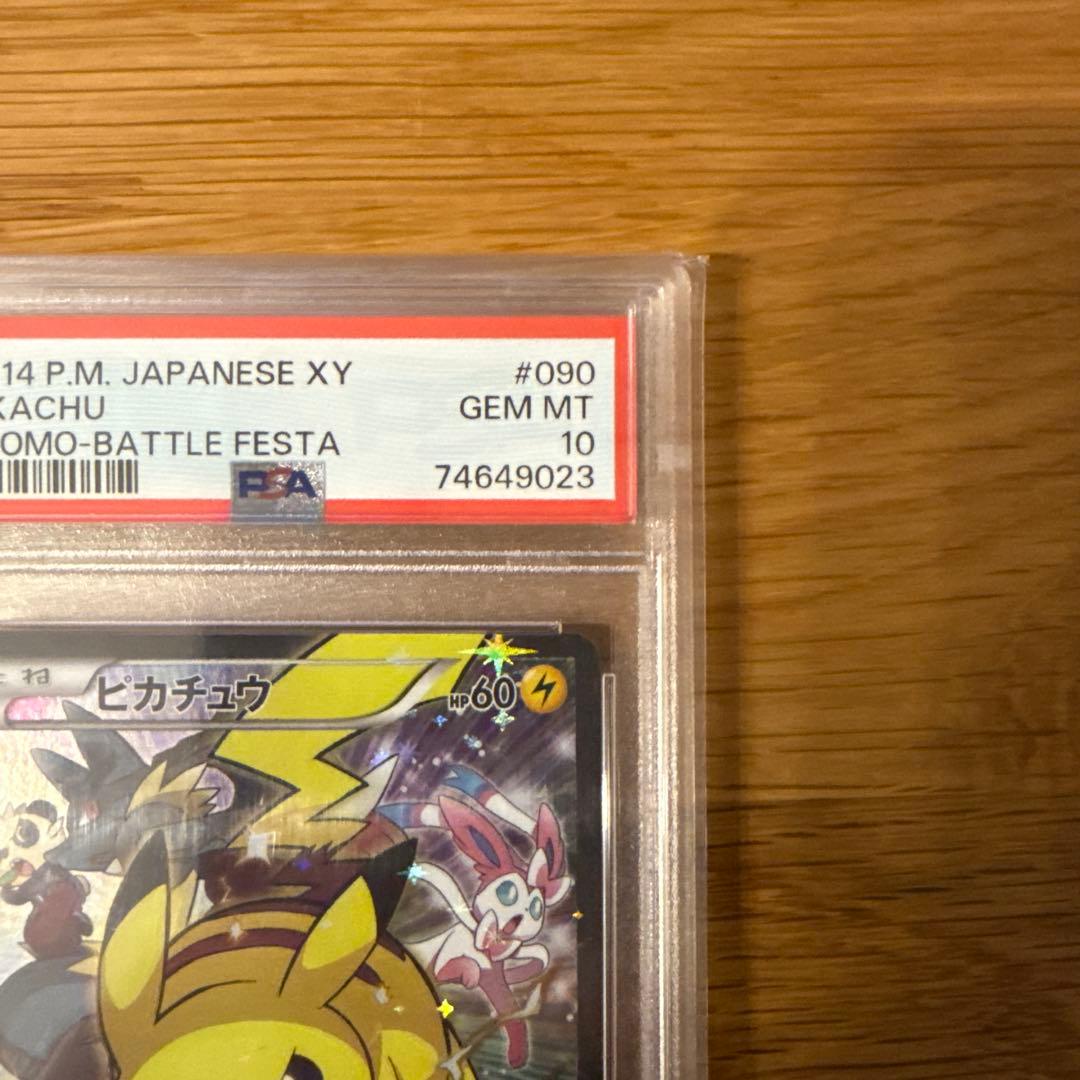 14 P.M. JAPANESE XY #090
KACHU GEM MT
OMO-BATTLE FESTA 10
PSA 74649023
ね ピカチュウ HP60